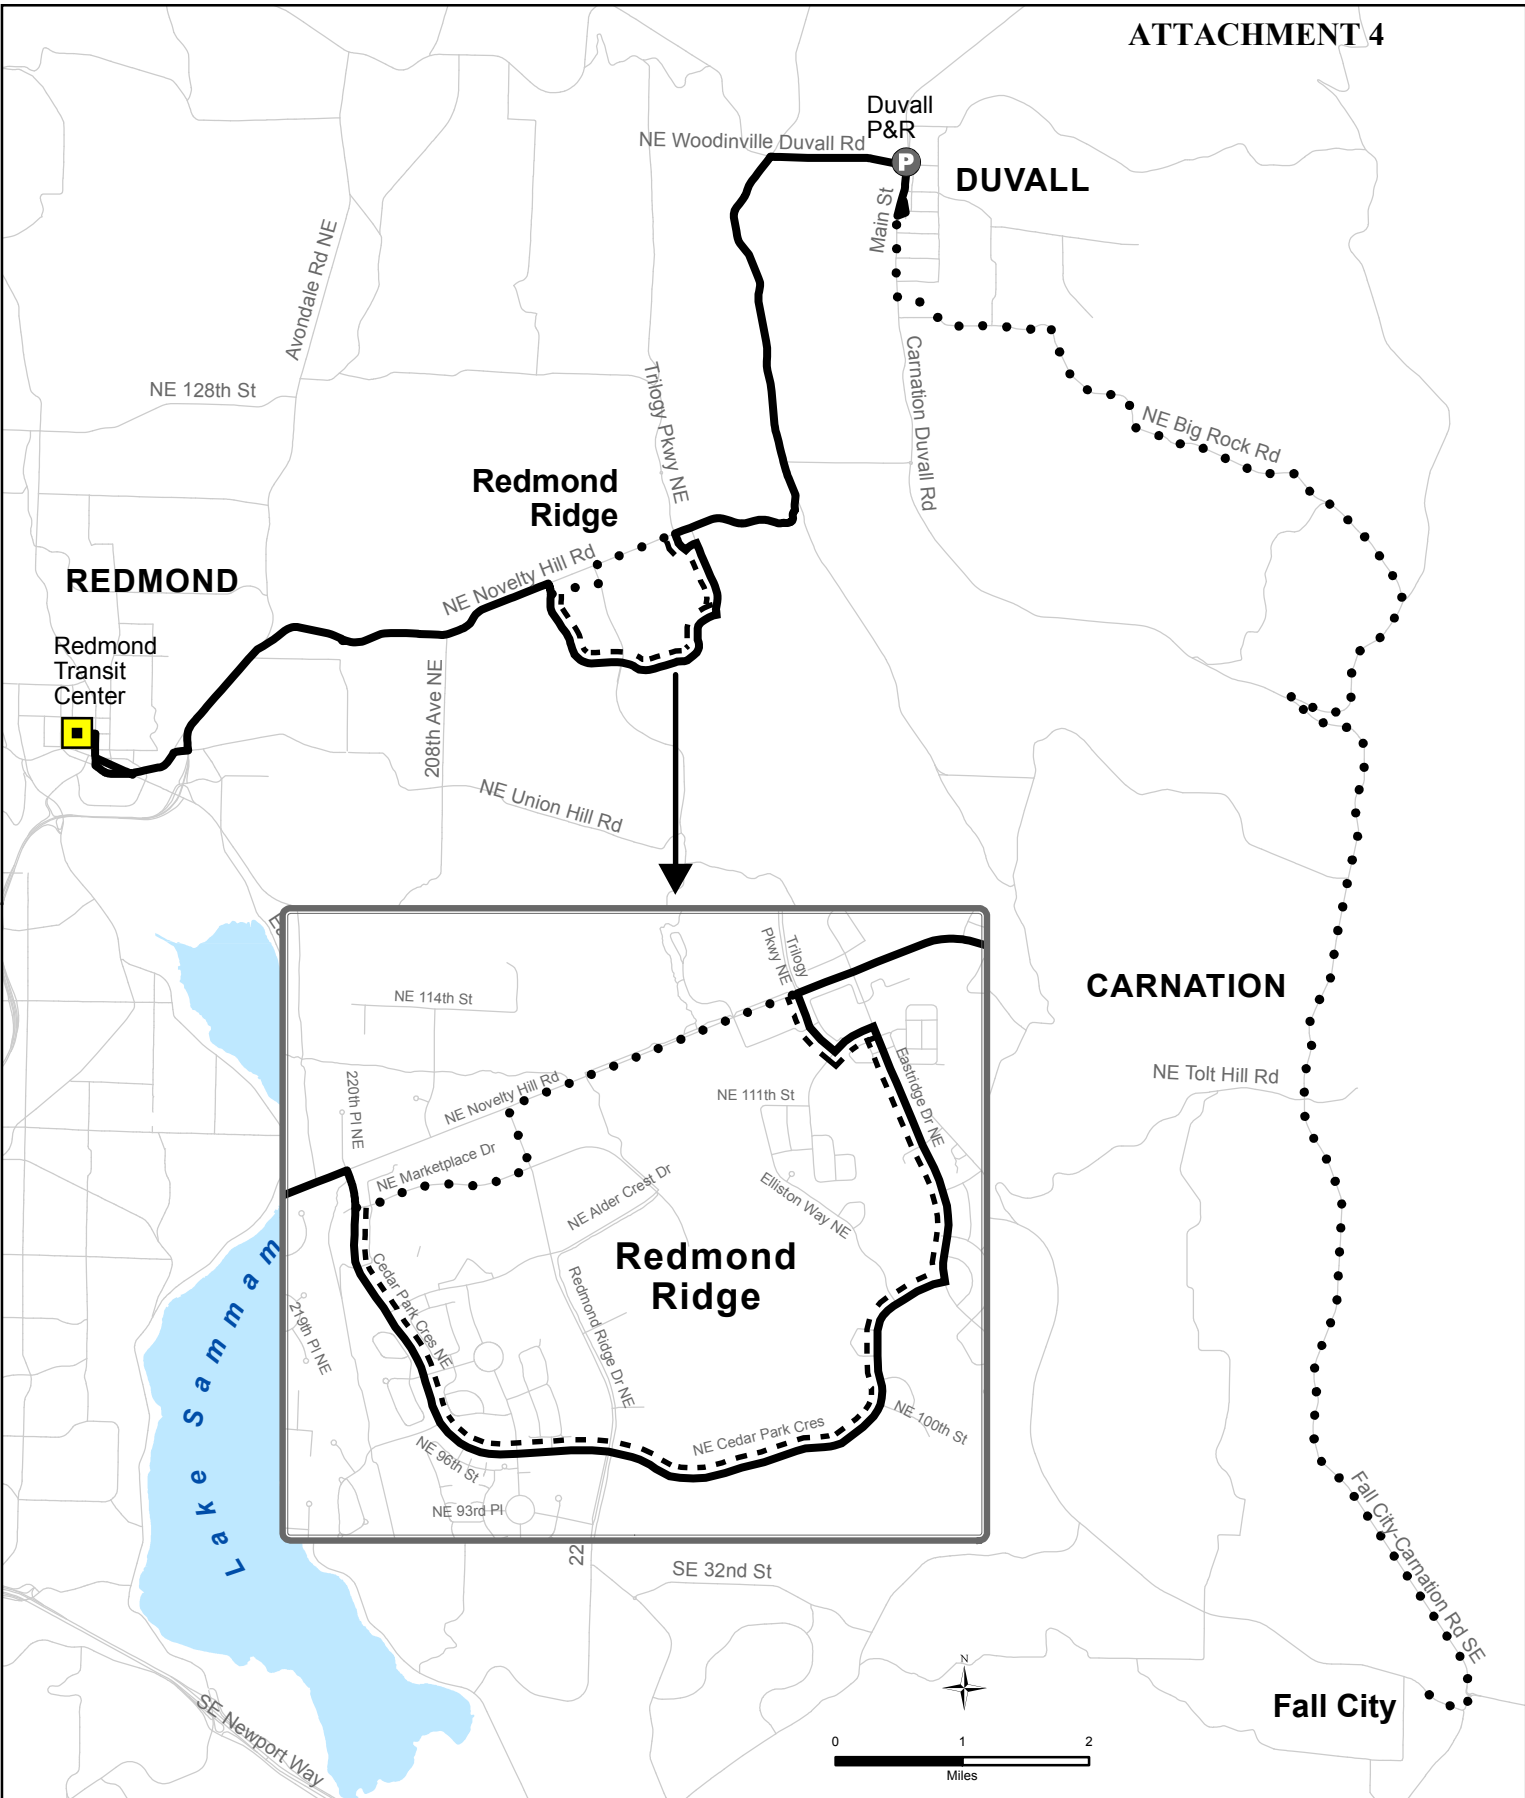 ATTACHMENT 4
Duvall
P&R
NE Woodinville Duvall Rd
P
DUVALL
Main St
Avondale Rd NE
NE 128th St
Trilogy Pkwy NE
Carnation Duvall Rd
NE Big Rock Rd
Redmond
Ridge
NE Novelty Hill Rd
REDMOND
Redmond
Transit
Center
208th Ave NE
NE Union Hill Rd
Trilogy
Pkwy NE
NE 114th St
CARNATION
NE Tolt Hill Rd
220th Pl NE
NE Novelty Hill Rd
NE 111th St
Eastridge Dr NE
NE Marketplace Dr
NE Alder Crest Dr
Elliston Way NE
Redmond
Ridge
Cedar Park Cres NE
Redmond Ridge Dr NE
219th Pl NE
NE Cedar Park Cres
NE 100th St
NE 96th St
NE 93rd Pl
Lake Sammam
22
SE 32nd St
Fall City-Carnation Rd SE
Fall City
SE Newport Way
N
0 1 2
Miles